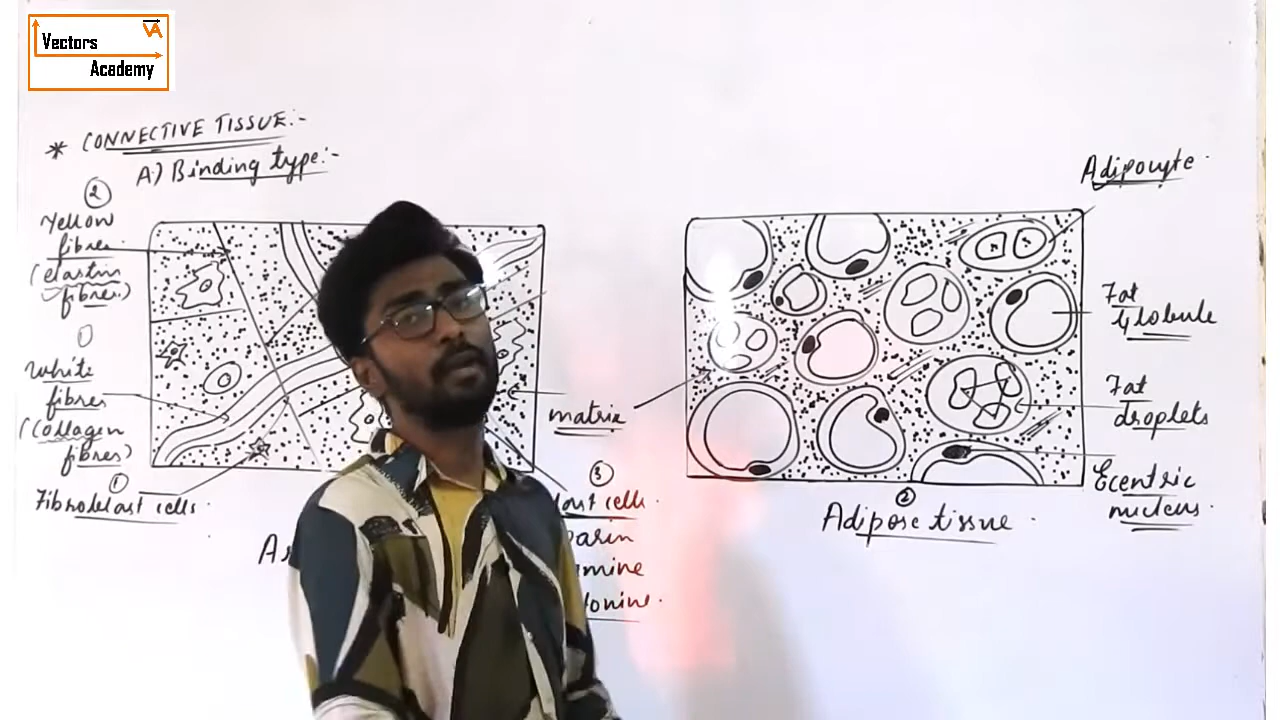 VA
Vectors
Academy
* CONNECTIVE TISSUE:-
A.) Binding type:-
②
Yellow
fibres
(elastin
fibres)
①
White
fibres
(Collagen
fibres)
①
Fibroblast cells.
matrix
③
cells.
Adipocyte.
Fat
Globule
Fat
droplets
Eccentric
nucleus.
②
Adipose tissue.